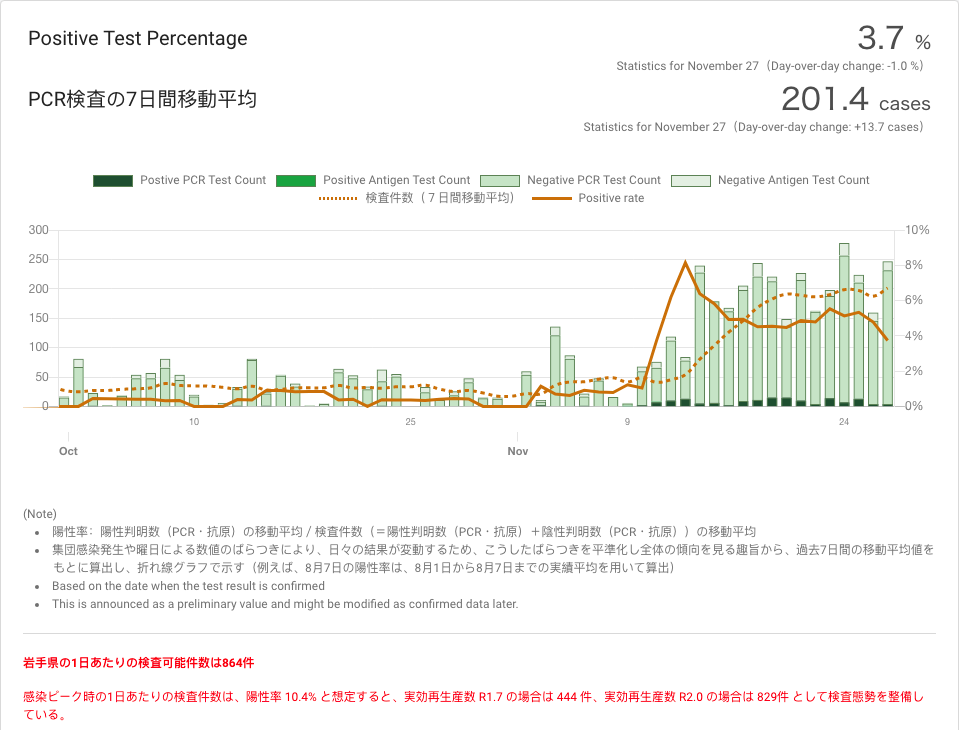 Positive Test Percentage
3.7 %
Statistics for November 27（Day-over-day change: -1.0 %）
PCR検査の7日間移動平均
201.4 cases
Statistics for November 27（Day-over-day change: +13.7 cases）
Postive PCR Test Count Positive Antigen Test Count Negative PCR Test Count Negative Antigen Test Count
検査件数（７日間移動平均） Positive rate
300 10%
250 8%
200 6%
150 4%
100 2%
50
0 0%
10 25 9 24
Oct Nov
(Note)
• 陽性率：陽性判明数（PCR・抗原）の移動平均 / 検査件数（＝陽性判明数（PCR・抗原）＋陰性判明数（PCR・抗原））の移動平均
• 集団感染発生や曜日による数値のばらつきにより、日々の結果が変動するため、こうしたばらつきを平準化し全体の傾向を見る趣旨から、過去7日間の移動平均値を
もとに算出し、折れ線グラフで示す（例えば、8月7日の陽性率は、8月1日から8月7日までの実績平均を用いて算出）
• Based on the date when the test result is confirmed
• This is announced as a preliminary value and might be modified as confirmed data later.
岩手県の1日あたりの検査可能件数は864件
感染ピーク時の1日あたりの検査件数は、陽性率 10.4% と想定すると、実効再生産数 R1.7 の場合は 444 件、実効再生産数 R2.0 の場合は 829件 として検査態勢を整備し
ている。